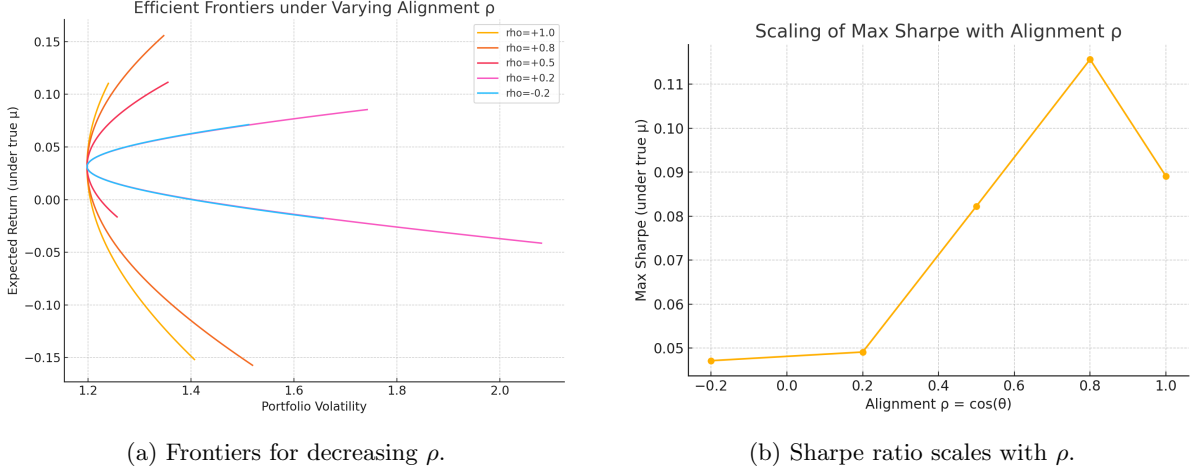 Efficient Frontiers under Varying Alignment ρ
Expected Return (under true μ)
0.15
0.10
0.05
0.00
−0.05
−0.10
−0.15
rho=+1.0
rho=+0.8
rho=+0.5
rho=+0.2
rho=-0.2
1.2 1.4 1.6 1.8 2.0
Portfolio Volatility
(a) Frontiers for decreasing ρ.
Scaling of Max Sharpe with Alignment ρ
Max Sharpe (under true μ)
0.11
0.10
0.09
0.08
0.07
0.06
0.05
−0.2 0.0 0.2 0.4 0.6 0.8 1.0
Alignment ρ = cos(θ)
(b) Sharpe ratio scales with ρ.